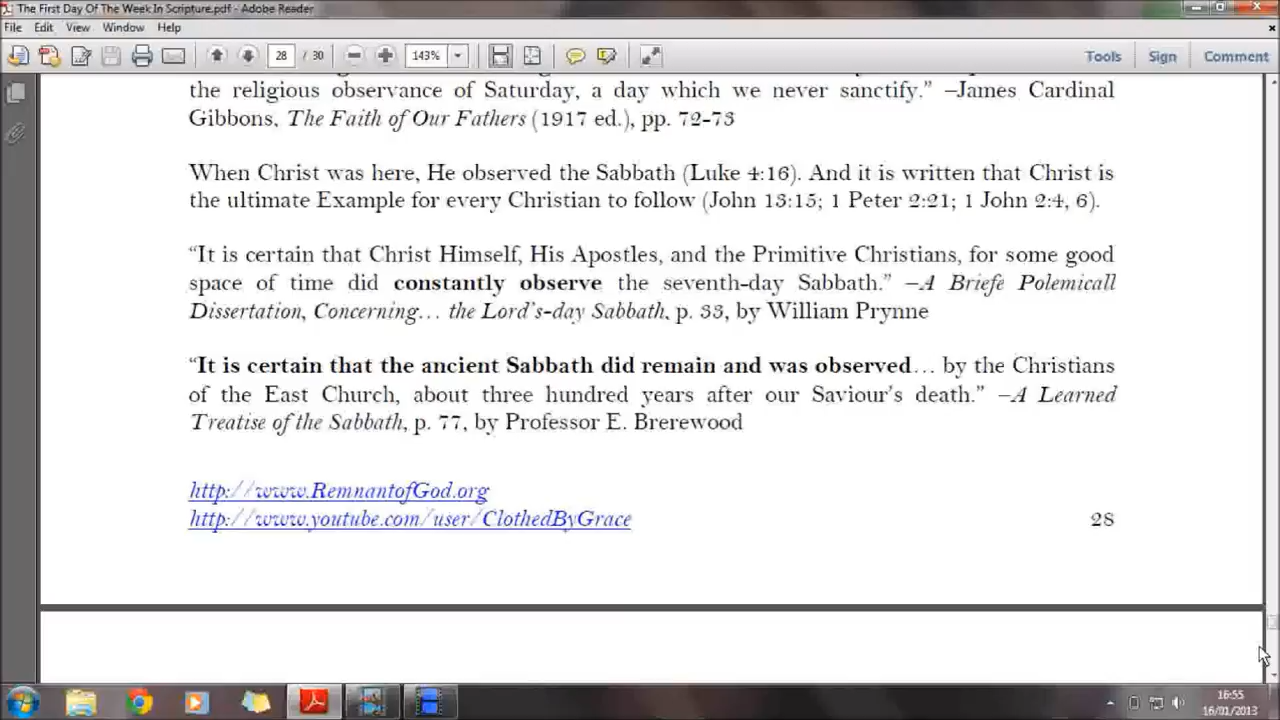 The First Day Of The Week In Scripture.pdf - Adobe Reader
File Edit View Window Help
28 / 30 143% Tools Sign Comment
the religious observance of Saturday, a day which we never sanctify.” –James Cardinal
Gibbons, The Faith of Our Fathers (1917 ed.), pp. 72-73
When Christ was here, He observed the Sabbath (Luke 4:16). And it is written that Christ is
the ultimate Example for every Christian to follow (John 13:15; 1 Peter 2:21; 1 John 2:4, 6).
“It is certain that Christ Himself, His Apostles, and the Primitive Christians, for some good
space of time did constantly observe the seventh-day Sabbath.” –A Briefe Polemicall
Dissertation, Concerning… the Lord’s-day Sabbath, p. 33, by William Prynne
“It is certain that the ancient Sabbath did remain and was observed… by the Christians
of the East Church, about three hundred years after our Saviour’s death.” –A Learned
Treatise of the Sabbath, p. 77, by Professor E. Brerewood
http://www.RemnantofGod.org
http://www.youtube.com/user/ClothedByGrace 28
16:55
16/01/2013